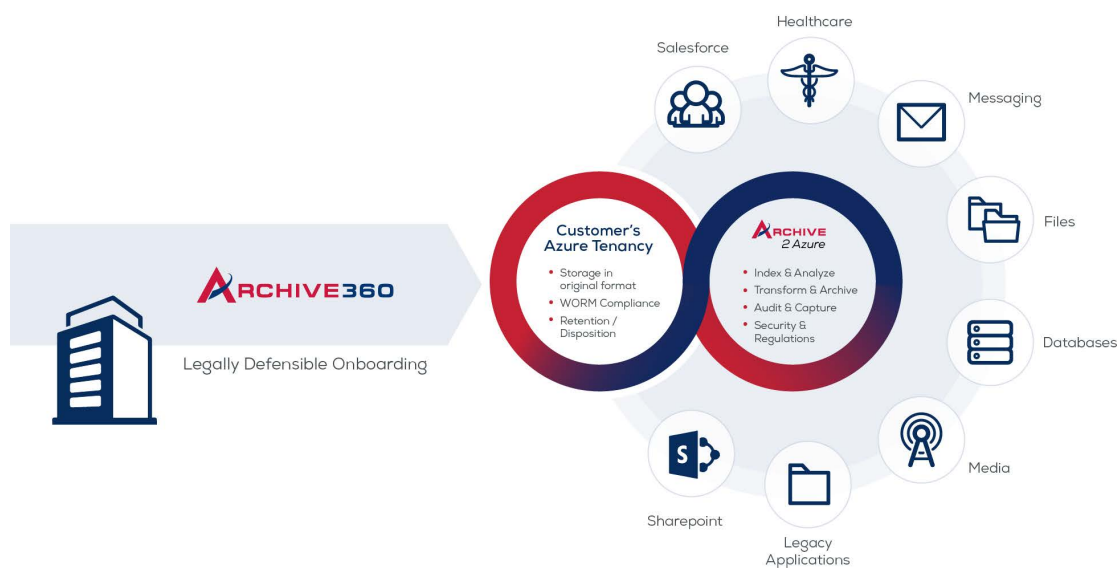 Healthcare
Salesforce
Messaging
Files
Databases
Media
Legacy
Applications
Sharepoint
ARCHIVE360
Legally Defensible Onboarding
Customer's
Azure Tenancy
• Storage in
original format
• WORM Compliance
• Retention /
Disposition
ARCHIVE
2 Azure
• Index & Analyze
• Transform & Archive
• Audit & Capture
• Security &
Regulations
S